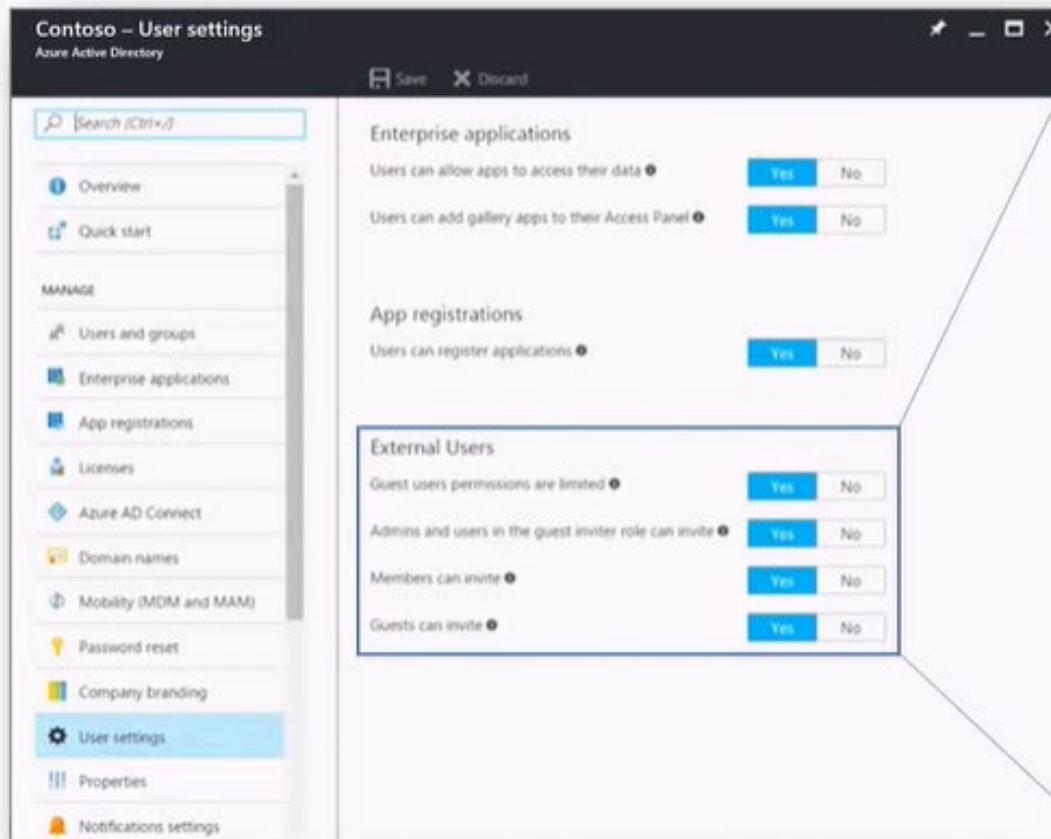 Contoso – User settings
Azure Active Directory
Save Discard
Search (Ctrl+/)
Overview
Quick start
MANAGE
Users and groups
Enterprise applications
App registrations
Licenses
Azure AD Connect
Domain names
Mobility (MDM and MAM)
Password reset
Company branding
User settings
Properties
Notifications settings
Enterprise applications
Users can allow apps to access their data Yes No
Users can add gallery apps to their Access Panel Yes No
App registrations
Users can register applications Yes No
External Users
Guest users permissions are limited Yes No
Admins and users in the guest inviter role can invite Yes No
Members can invite Yes No
Guests can invite Yes No